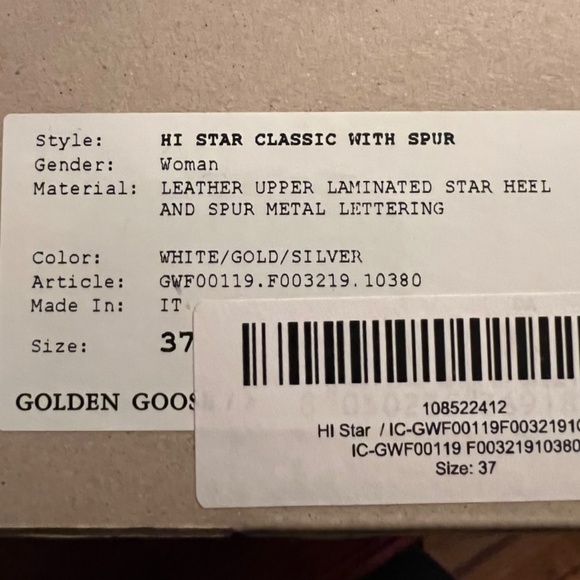 Style: HI STAR CLASSIC WITH SPUR
Gender: Woman
Material: LEATHER UPPER LAMINATED STAR HEEL
AND SPUR METAL LETTERING
Color: WHITE/GOLD/SILVER
Article: GWF00119.F003219.10380
Made In: IT
Size: 37
GOLDEN GOOS
108522412
HI Star / IC-GWF00119F00321910
IC-GWF00119 F00321910380
Size: 37